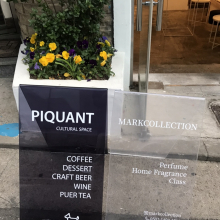 PIQUANT
CULTURAL SPACE
COFFEE
DESSERT
CRAFT BEER
WINE
PUER TEA
MARKCOLLECTION
Perfume
Home Fragrance
Class